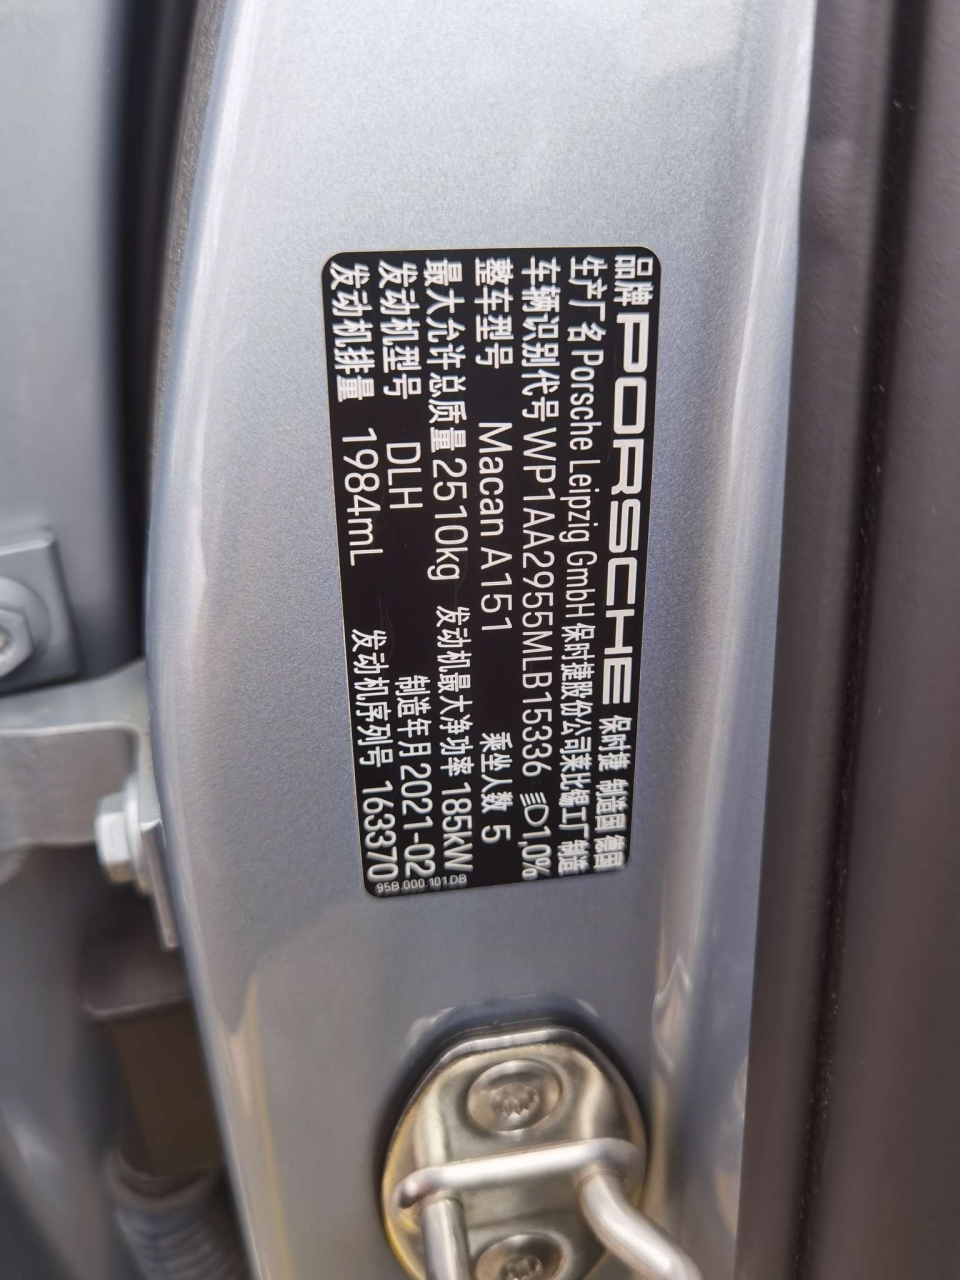 品牌 PORSCHE 保时捷 制造国 德国
生产厂名 Porsche Leipzig GmbH 保时捷股份公司莱比锡工厂制造
车辆识别代号 WP1AA2955MLB15336 1,0%
整车型号 Macan A151 乘坐人数 5
最大允许总质量 2510kg 发动机最大净功率 185kW
发动机型号 DLH 制造年月 2021-02
发动机排量 1984mL 发动机序列号 163370
95B.000.101.DB